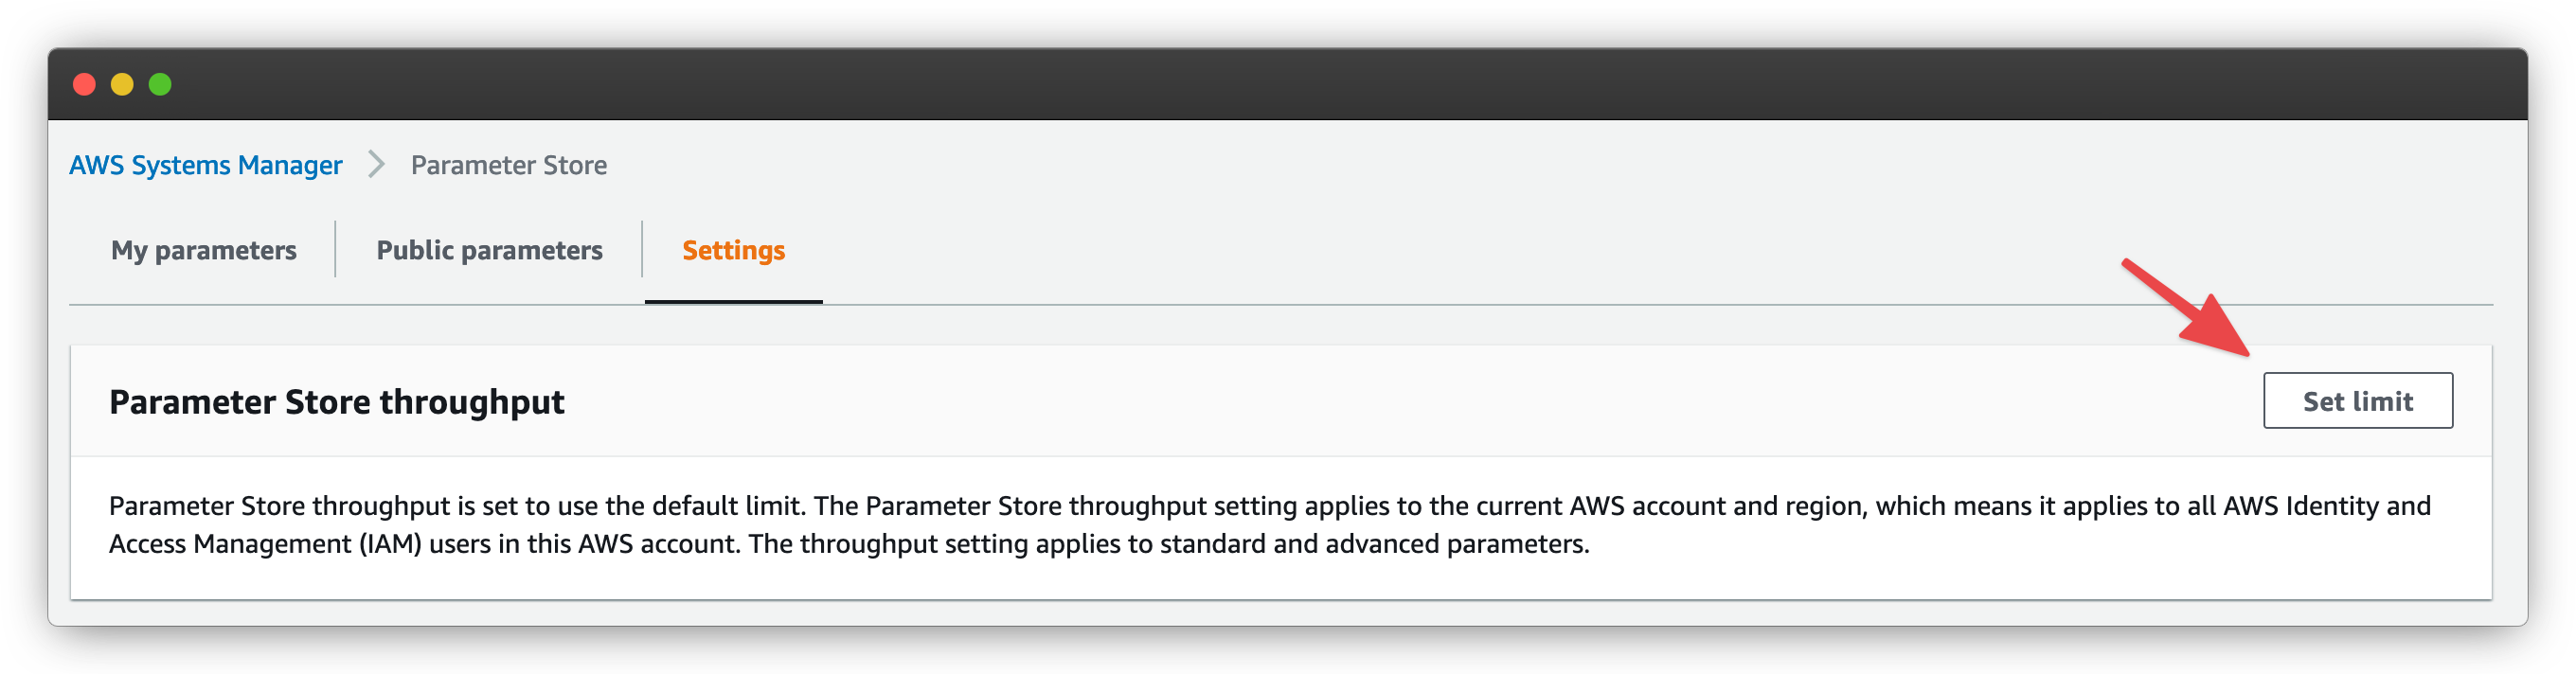 AWS Systems Manager > Parameter Store
My parameters Public parameters Settings
Parameter Store throughput Set limit
Parameter Store throughput is set to use the default limit. The Parameter Store throughput setting applies to the current AWS account and region, which means it applies to all AWS Identity and
Access Management (IAM) users in this AWS account. The throughput setting applies to standard and advanced parameters.